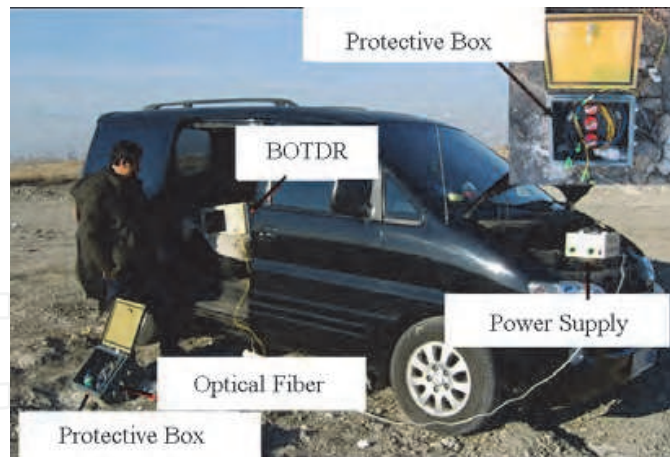 Protective Box
BOTDR
Power Supply
Optical Fiber
Protective Box